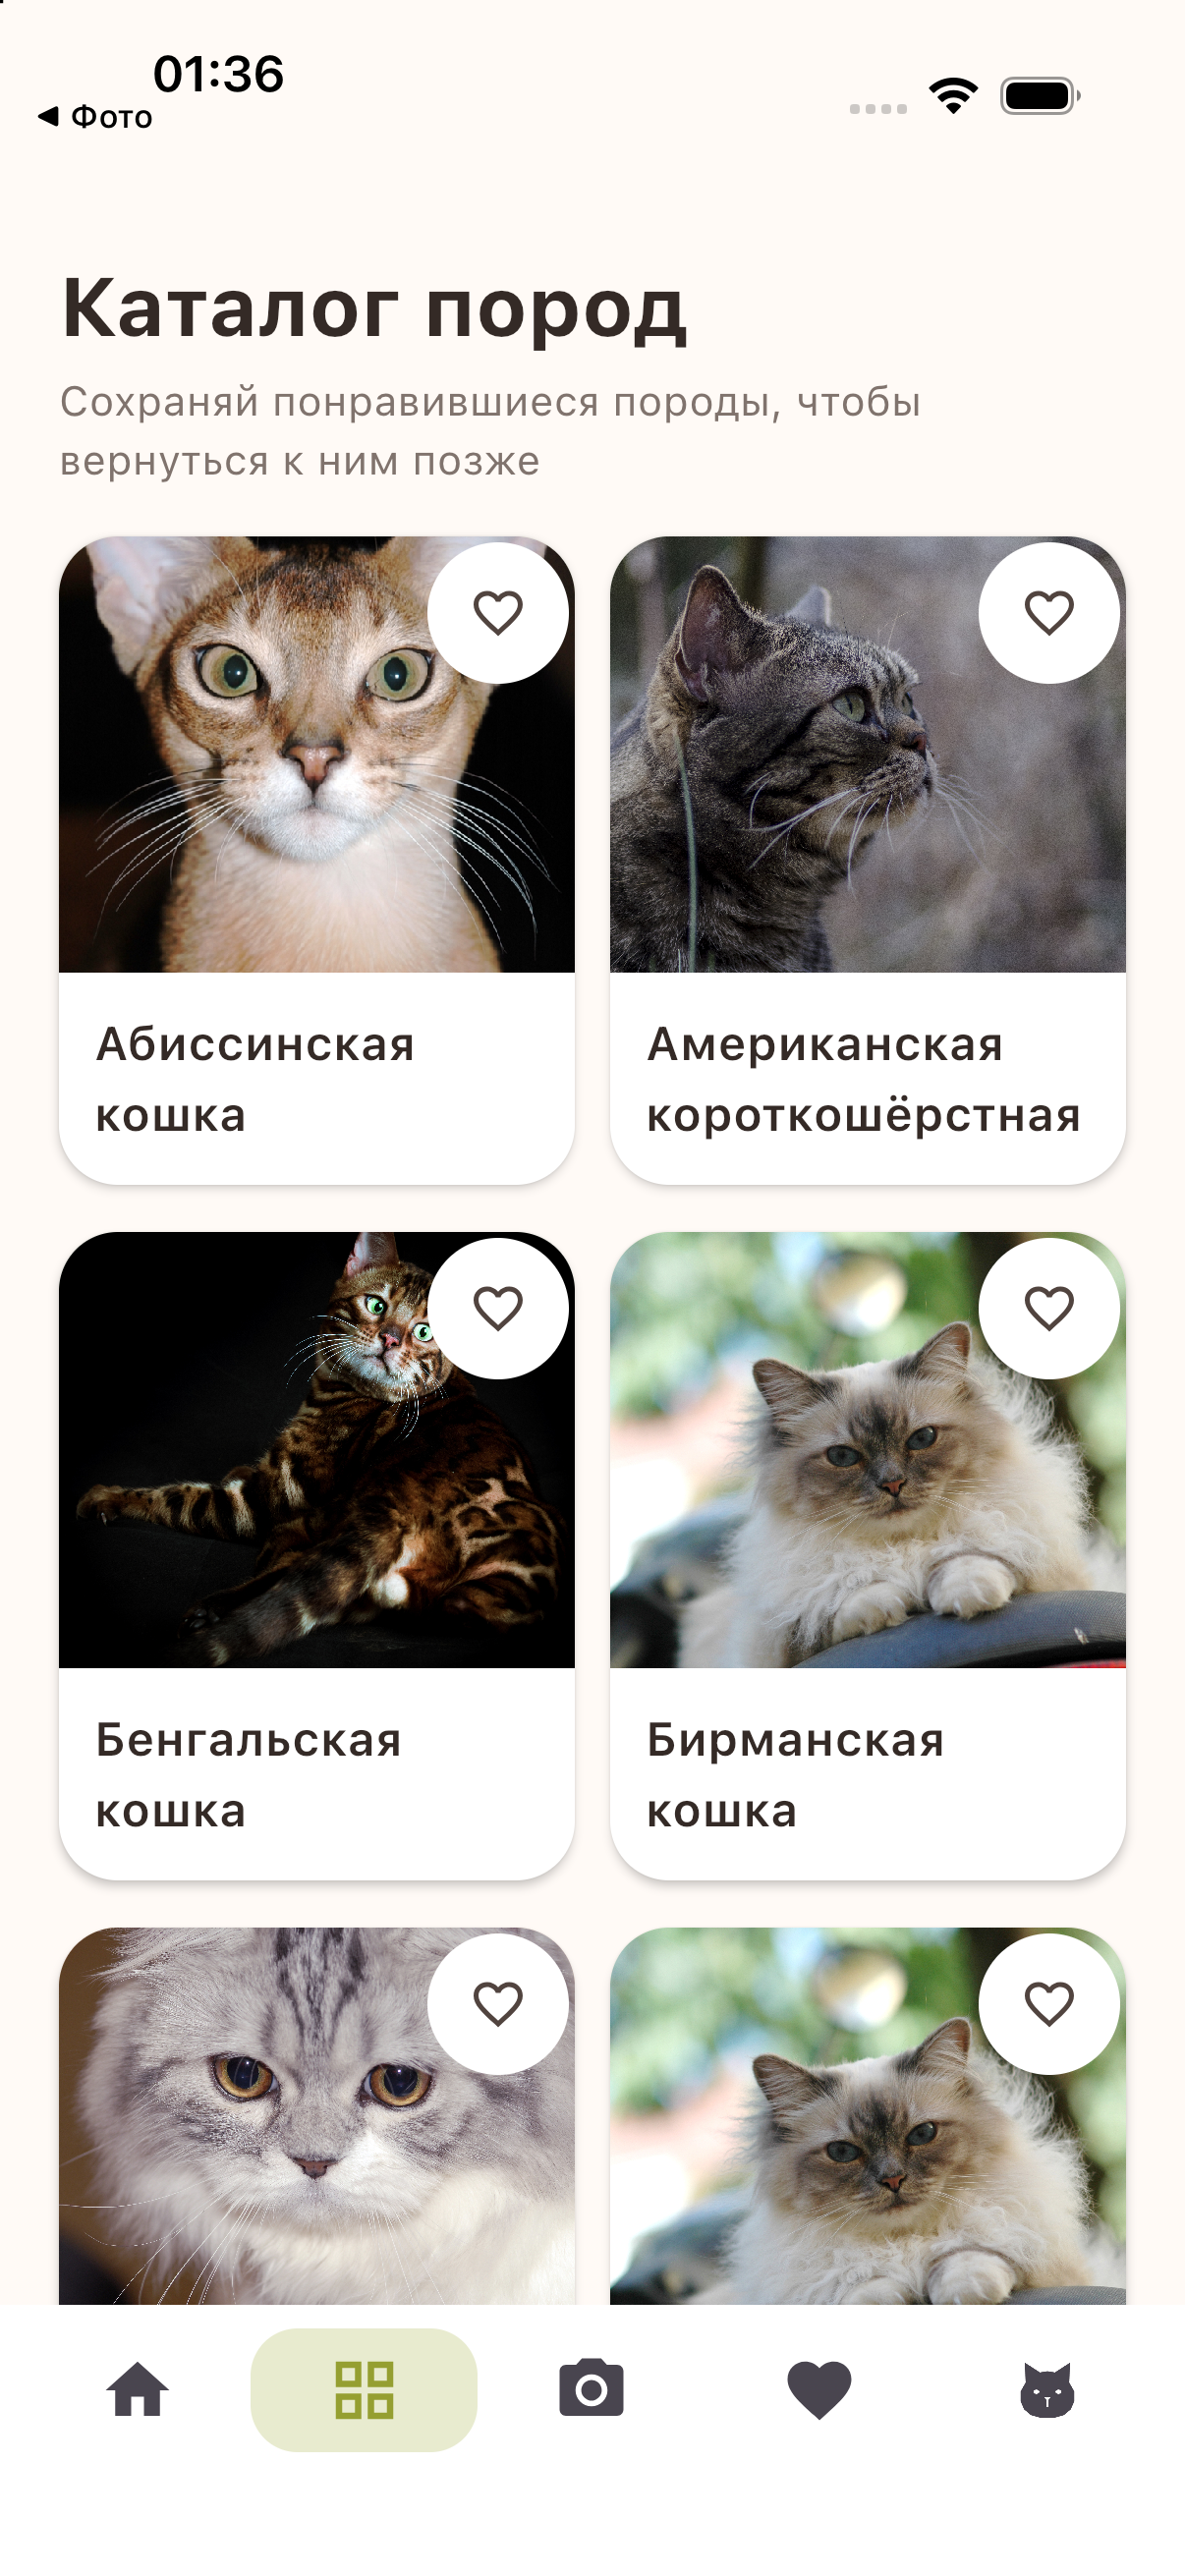 01:36
◀ Фото
Каталог пород
Сохраняй понравившиеся породы, чтобы
вернуться к ним позже
Абиссинская
кошка
Американская
короткошёрстная
Бенгальская
кошка
Бирманская
кошка